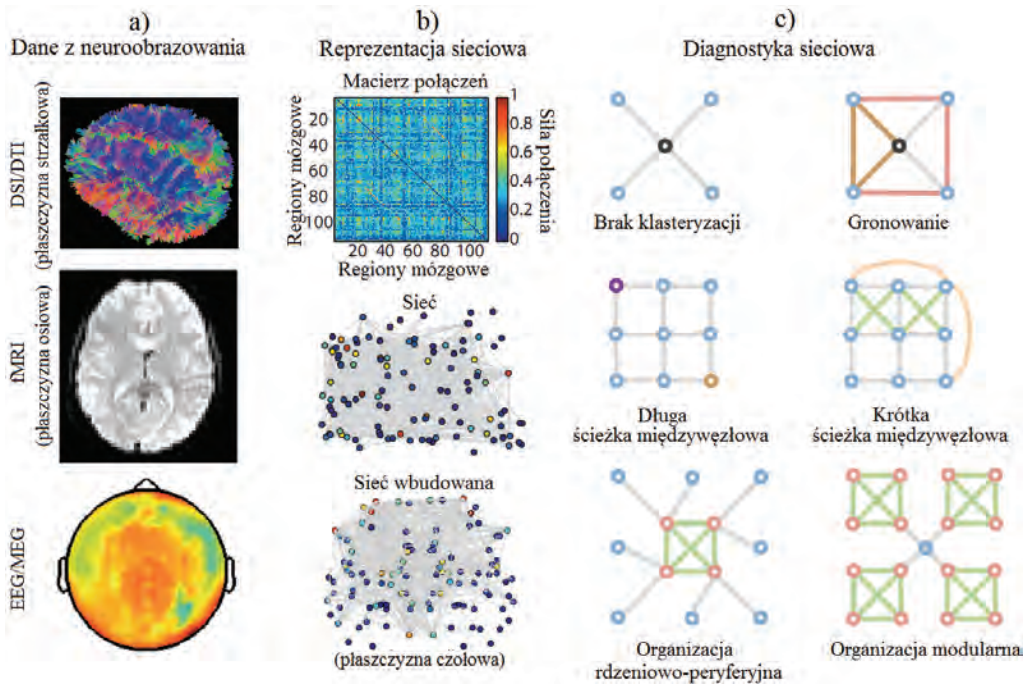 a)
Dane z neuroobrazowania
DSI/DTI
(płaszczyzna strzałkowa)
fMRI
(płaszczyzna osiowa)
EEG/MEG
b)
Reprezentacja sieciowa
Macierz połączeń
Regiony mózgowe
20
40
60
80
100
20 40 60 80 100
Regiony mózgowe
1
0.8
0.6
0.4
0.2
0
Siła połączenia
Sieć
Sieć wbudowana
(płaszczyzna czołowa)
c)
Diagnostyka sieciowa
Brak klasteryzacji
Gronowanie
Długa
ścieżka międzywęzłowa
Krótka
ścieżka międzywęzłowa
Organizacja
rdzeniowo-peryferyjna
Organizacja modularna